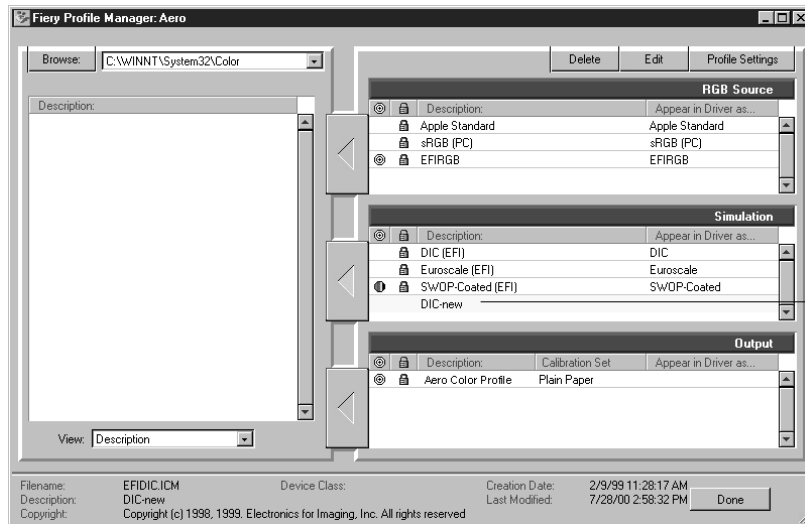 Fiery Profile Manager: Aero
Browse: C:\WINNT\System32\Color
Description:
View: Description
Delete Edit Profile Settings
RGB Source
Description: Appear in Driver as...
Apple Standard Apple Standard
sRGB (PC) sRGB (PC)
EFIRGB EFIRGB
Simulation
Description: Appear in Driver as...
DIC (EFI) DIC
Euroscale (EFI) Euroscale
SWOP-Coated (EFI) SWOP-Coated
DIC-new
Output
Description: Calibration Set Appear in Driver as...
Aero Color Profile Plain Paper
Filename: EFIDIC.ICM Device Class: Creation Date: 2/9/99 11:28:17 AM
Description: DIC-new Last Modified: 7/28/00 2:58:32 PM Done
Copyright: Copyright (c) 1998, 1999. Electronics for Imaging, Inc. All rights reserved